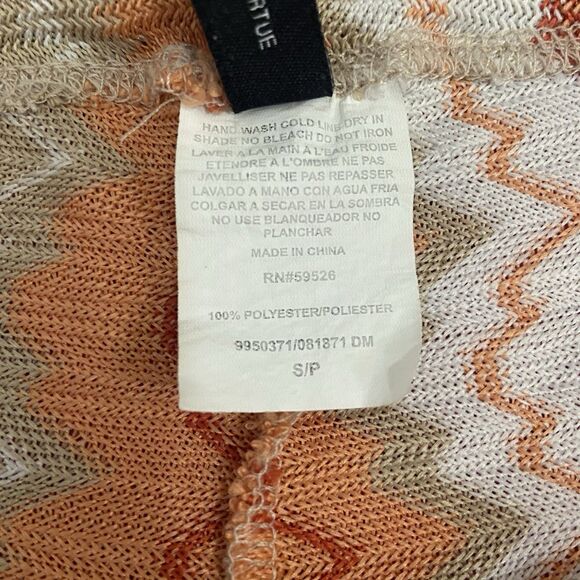 RTUE
HAND WASH COLD LINE DRY IN
SHADE NO BLEACH DO NOT IRON
LAVER A LA MAIN A L'EAU FROIDE
ETENDRE A L'OMBRE NE PAS
JAVELLISER NE PAS REPASSER
LAVADO A MANO CON AGUA FRIA
COLGAR A SECAR EN LA SOMBRA
NO USE BLANQUEADOR NO
PLANCHAR
MADE IN CHINA
RN#59526
100% POLYESTER/POLIESTER
9950371/081871 DM
S/P